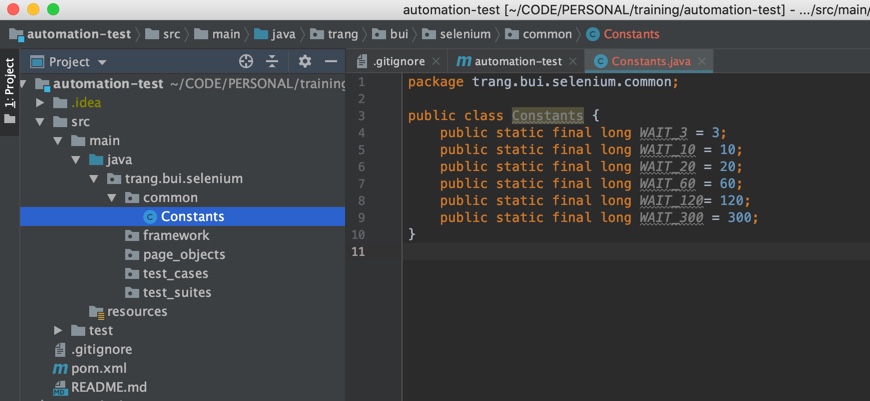 automation-test [~/CODE/PERSONAL/training/automation-test] - .../src/main/
automation-test src main java trang bui selenium common Constants
1: Project
Project
.gitignore automation-test Constants.java
automation-test ~/CODE/PERSONAL/training
.idea
src
main
java
trang.bui.selenium
common
Constants
framework
page_objects
test_cases
test_suites
resources
test
.gitignore
pom.xml
README.md
1 package trang.bui.selenium.common;
2
3 public class Constants {
4 public static final long WAIT_3 = 3;
5 public static final long WAIT_10 = 10;
6 public static final long WAIT_20 = 20;
7 public static final long WAIT_60 = 60;
8 public static final long WAIT_120= 120;
9 public static final long WAIT_300 = 300;
10 }
11